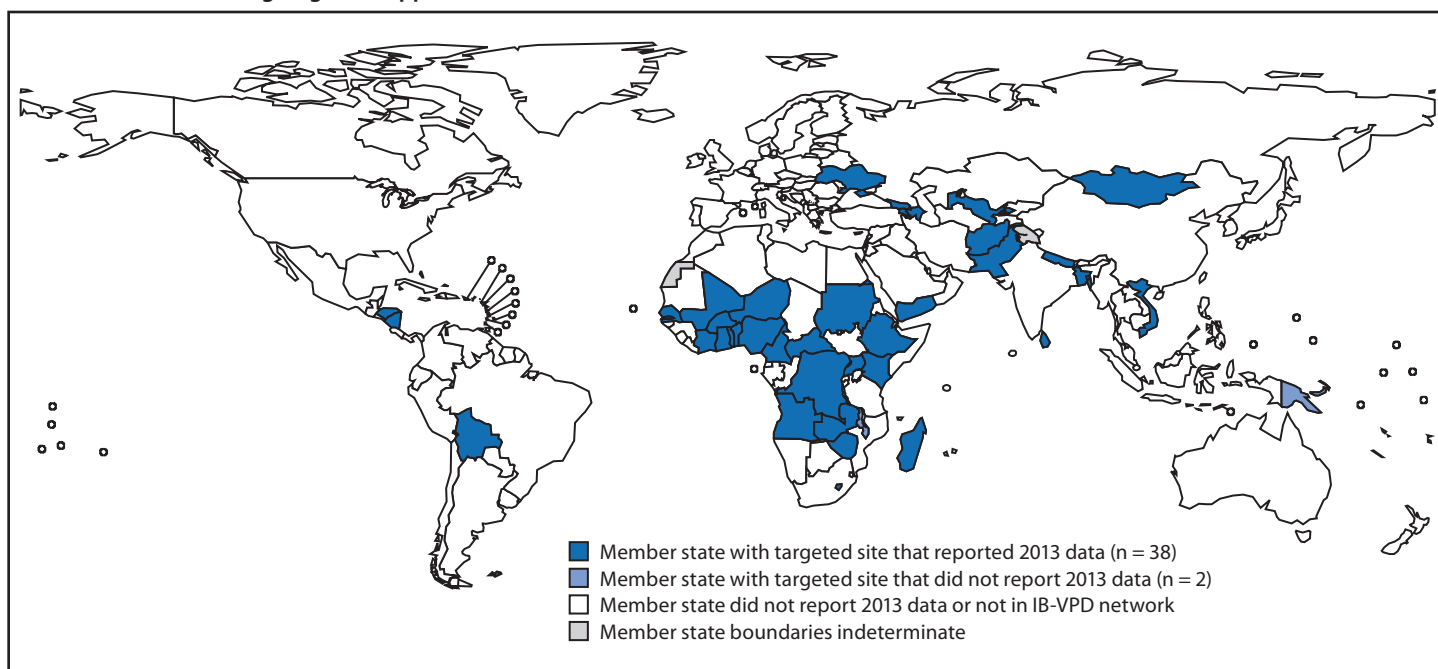 Member state with targeted site that reported 2013 data (n = 38)
Member state with targeted site that did not report 2013 data (n = 2)
Member state did not report 2013 data or not in IB-VPD network
Member state boundaries indeterminate